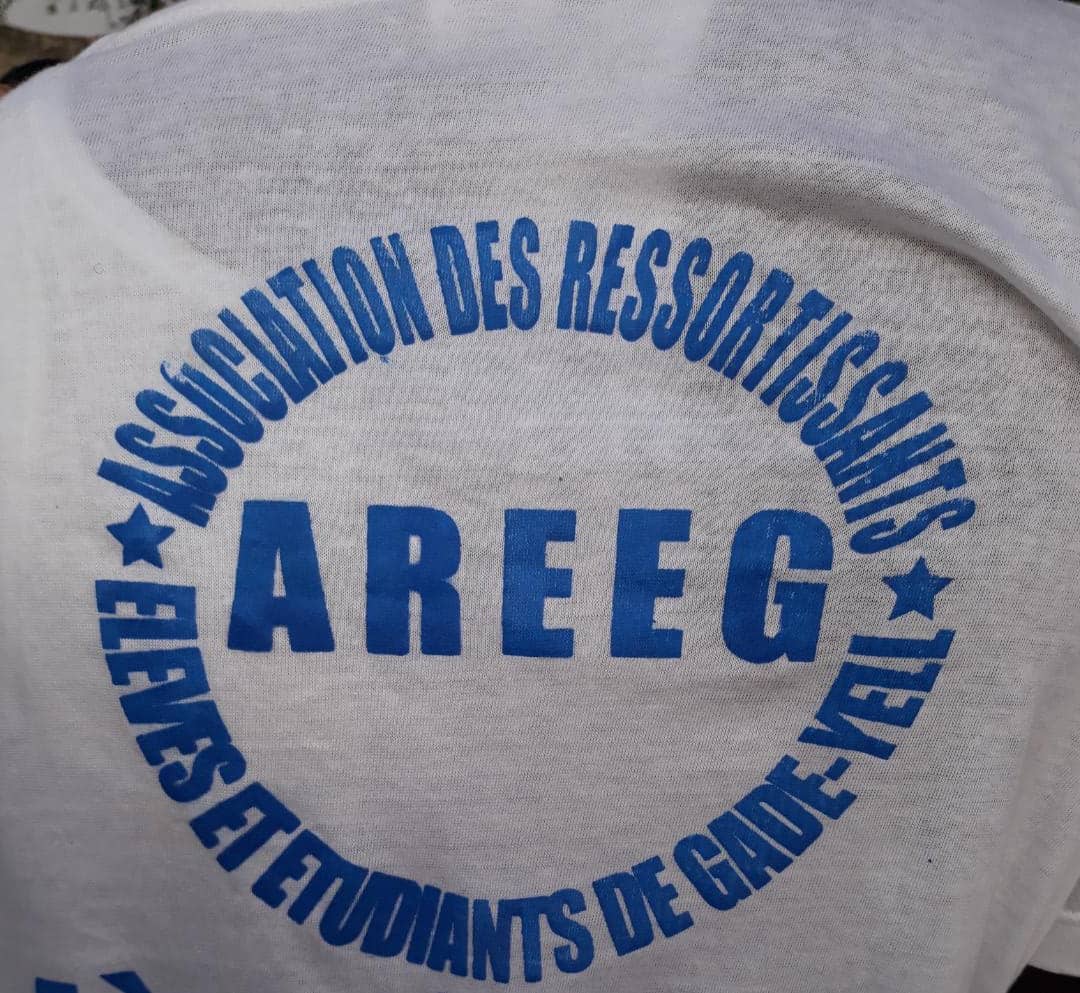 ASSOCIATION DES RESSORTISSANTS
AREEG
ELEVES ET ETUDIANTS DE GADE-YELL